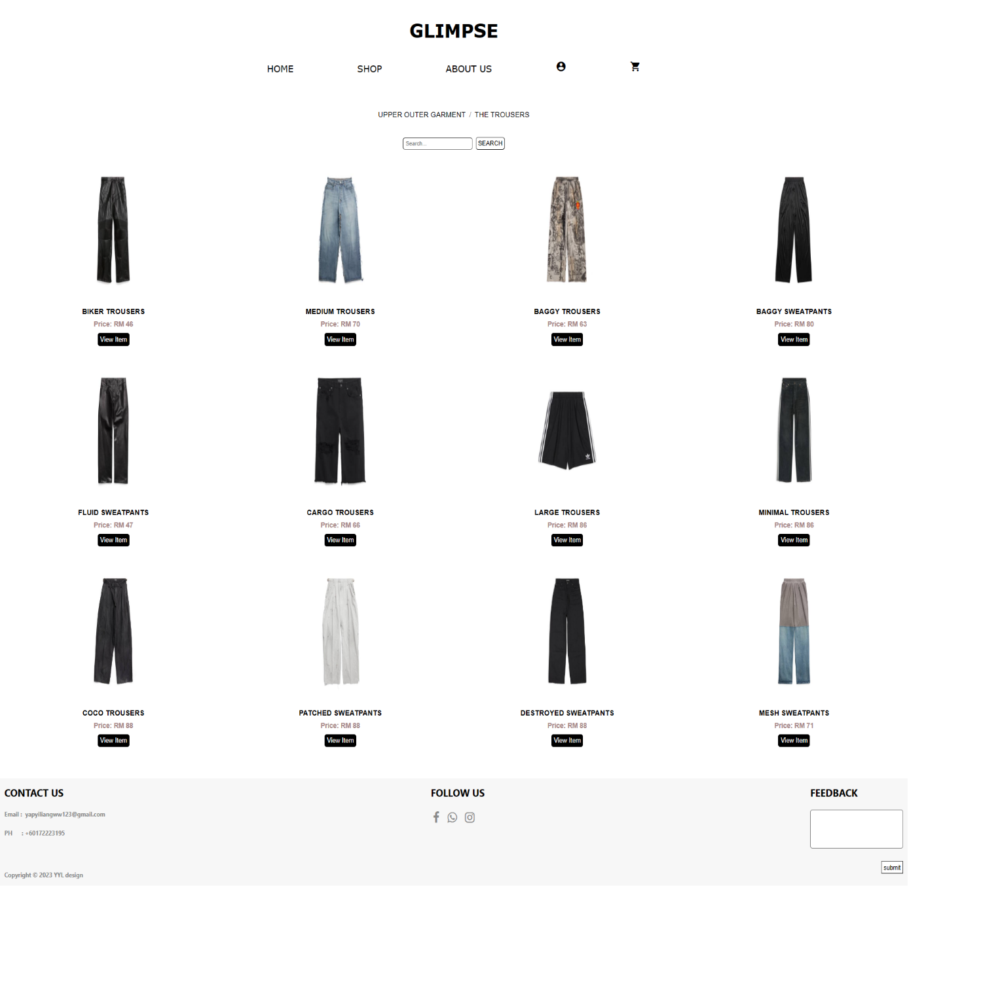 GLIMPSE
HOME SHOP ABOUT US
UPPER OUTER GARMENT / THE TROUSERS
Search... SEARCH
BIKER TROUSERS MEDIUM TROUSERS BAGGY TROUSERS BAGGY SWEATPANTS
Price: RM 46 Price: RM 70 Price: RM 63 Price: RM 80
View Item View Item View Item View Item
FLUID SWEATPANTS CARGO TROUSERS LARGE TROUSERS MINIMAL TROUSERS
Price: RM 47 Price: RM 66 Price: RM 86 Price: RM 86
View Item View Item View Item View Item
COCO TROUSERS PATCHED SWEATPANTS DESTROYED SWEATPANTS MESH SWEATPANTS
Price: RM 88 Price: RM 88 Price: RM 88 Price: RM 71
View Item View Item View Item View Item
CONTACT US FOLLOW US FEEDBACK
Email : yapyiliangww123@gmail.com
PH : +60172223195
submit
Copyright © 2023 YYL design